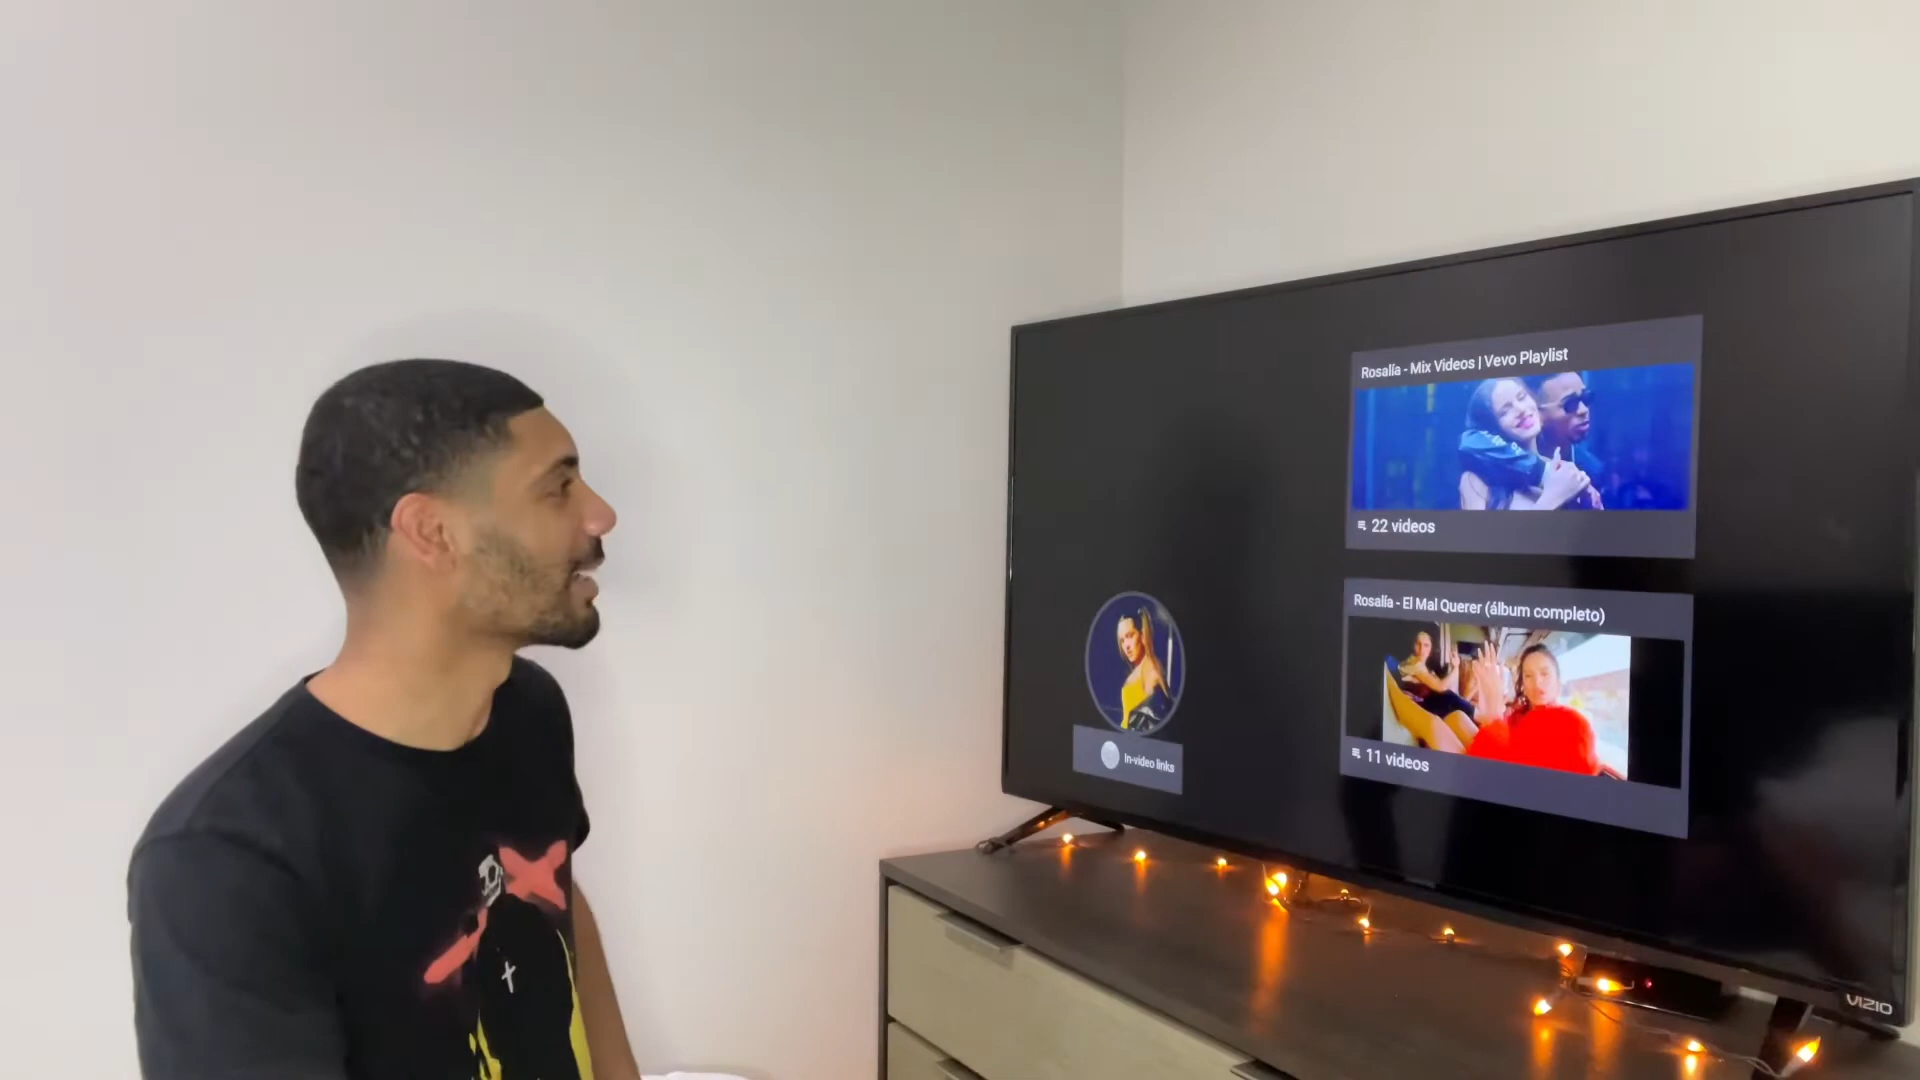 Rosalía - Mix Videos | Vevo Playlist
22 videos
Rosalía - El Mal Querer (álbum completo)
11 videos
In-video links
VIZIO